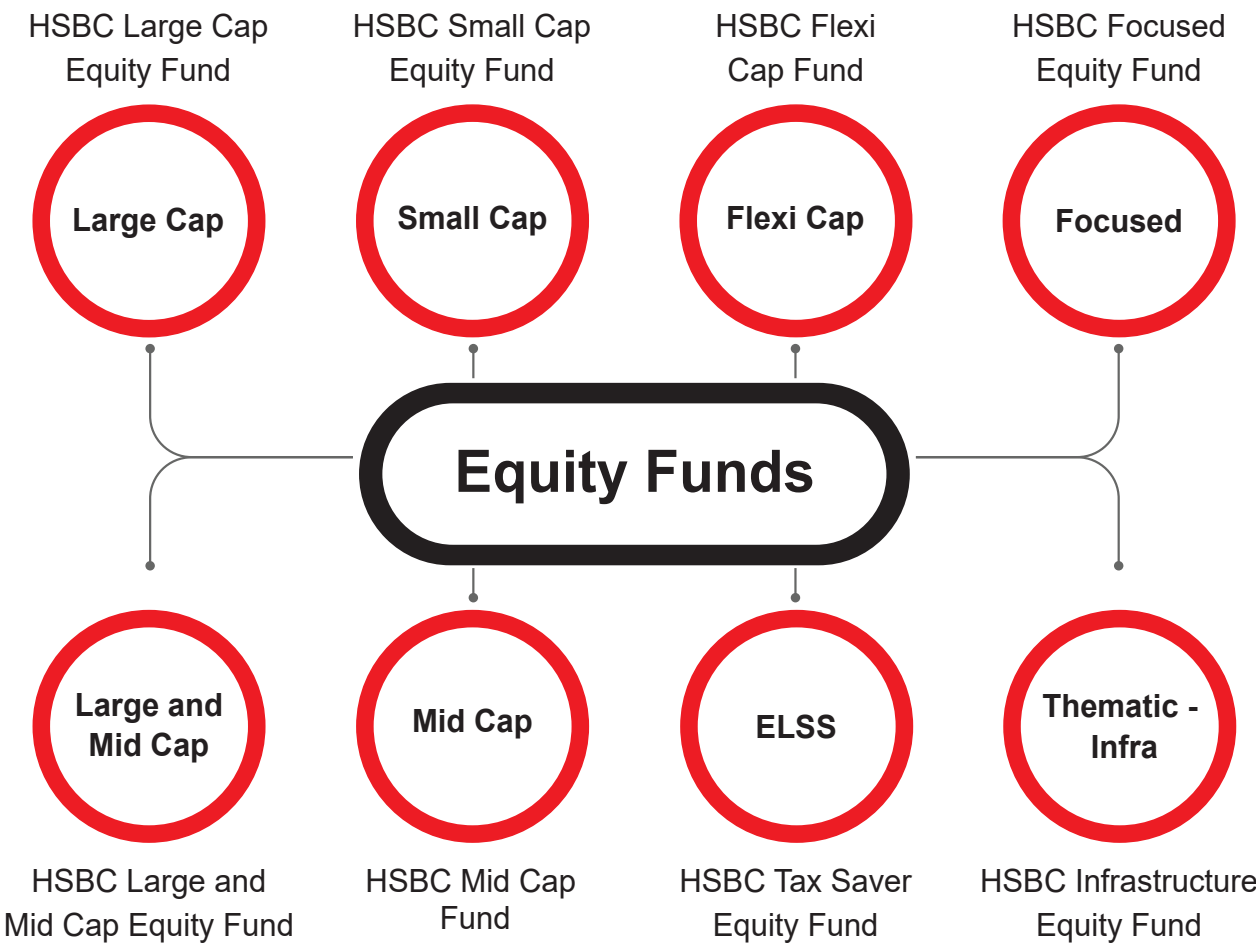 HSBC Large Cap
Equity Fund
HSBC Small Cap
Equity Fund
HSBC Flexi
Cap Fund
HSBC Focused
Equity Fund
Large Cap
Small Cap
Flexi Cap
Focused
Equity Funds
Large and
Mid Cap
Mid Cap
ELSS
Thematic -
Infra
HSBC Large and
Mid Cap Equity Fund
HSBC Mid Cap
Fund
HSBC Tax Saver
Equity Fund
HSBC Infrastructure
Equity Fund